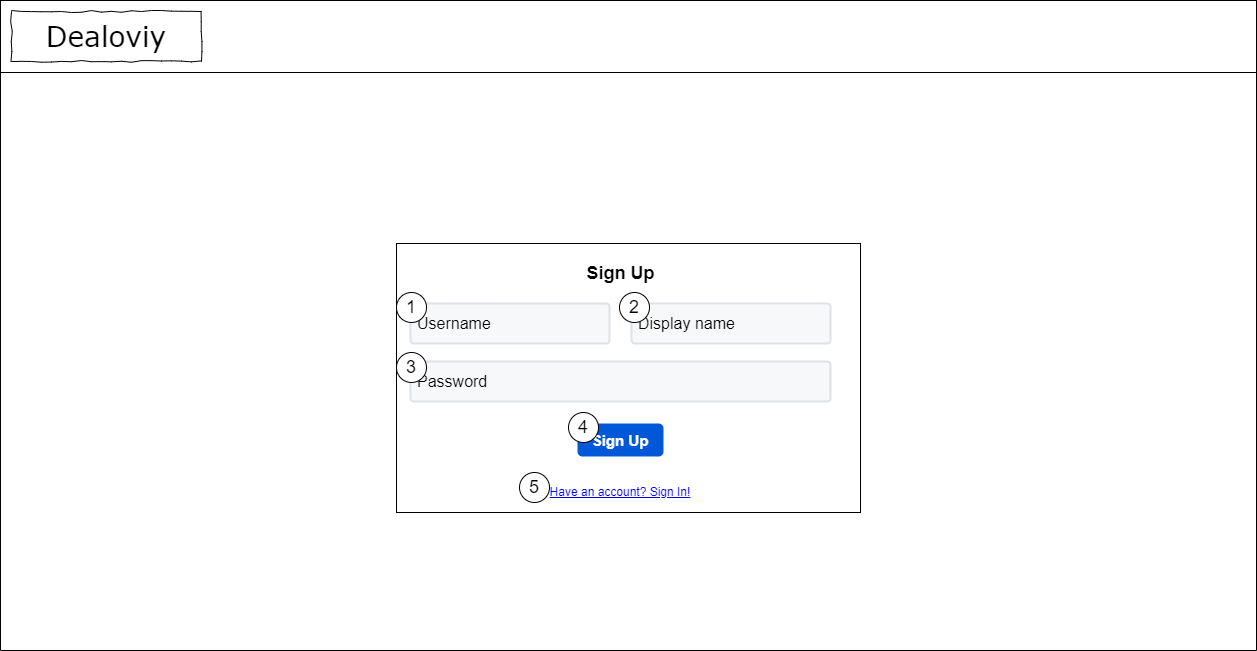 Dealoviy
Sign Up
1
2
Username
Display name
3
Password
4
Sign Up
5
Have an account? Sign In!